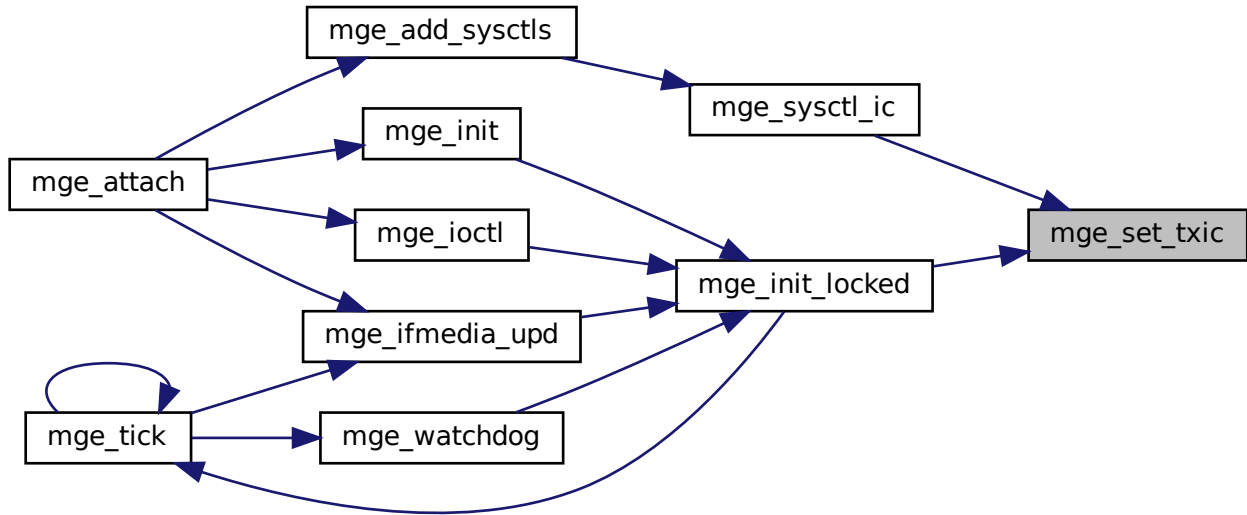 mge_add_sysctls
mge_sysctl_ic
mge_init
mge_attach
mge_ioctl
mge_set_txic
mge_init_locked
mge_ifmedia_upd
mge_tick
mge_watchdog